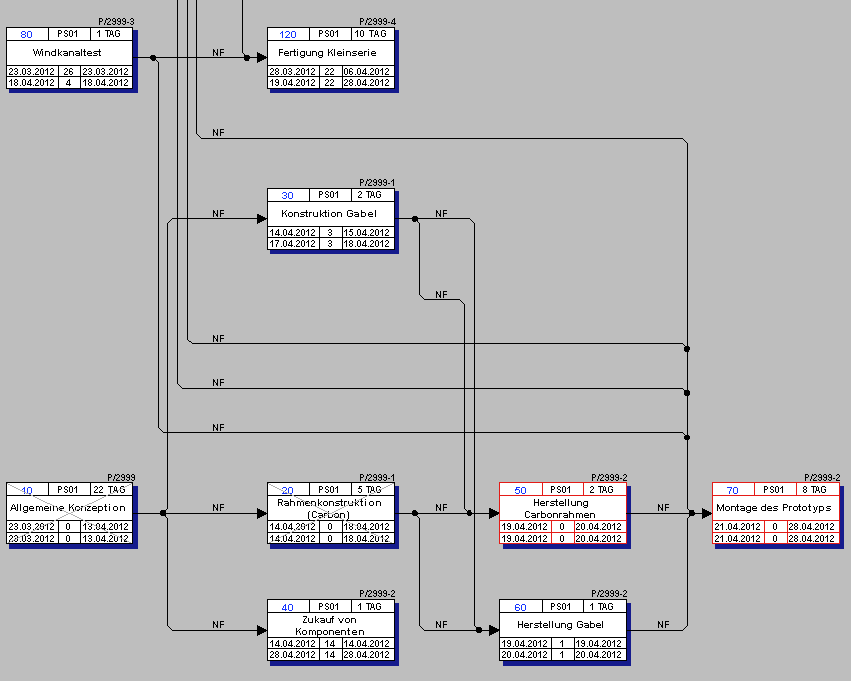 P/2999-3
80 PS01 1 TAG
Windkanaltest
23.03.2012 26 23.03.2012
18.04.2012 4 18.04.2012
NF
P/2999-4
120 PS01 10 TAG
Fertigung Kleinserie
28.03.2012 22 06.04.2012
19.04.2012 22 28.04.2012
NF
P/2999-1
30 PS01 2 TAG
Konstruktion Gabel
14.04.2012 3 15.04.2012
17.04.2012 3 18.04.2012
NF
NF
NF
NF
NF
NF
P/2999
10 PS01 22 TAG
Allgemeine Konzeption
23.03.2012 0 13.04.2012
23.03.2012 0 13.04.2012
NF
P/2999-1
20 PS01 5 TAG
Rahmenkonstruktion
(Carbon)
14.04.2012 0 18.04.2012
14.04.2012 0 18.04.2012
NF
P/2999-2
50 PS01 2 TAG
Herstellung
Carbonrahmen
19.04.2012 0 20.04.2012
19.04.2012 0 20.04.2012
NF
P/2999-2
70 PS01 8 TAG
Montage des Prototyps
21.04.2012 0 28.04.2012
21.04.2012 0 28.04.2012
NF
P/2999-2
40 PS01 1 TAG
Zukauf von
Komponenten
14.04.2012 14 14.04.2012
28.04.2012 14 28.04.2012
NF
P/2999-2
60 PS01 1 TAG
Herstellung Gabel
19.04.2012 1 19.04.2012
20.04.2012 1 20.04.2012
NF